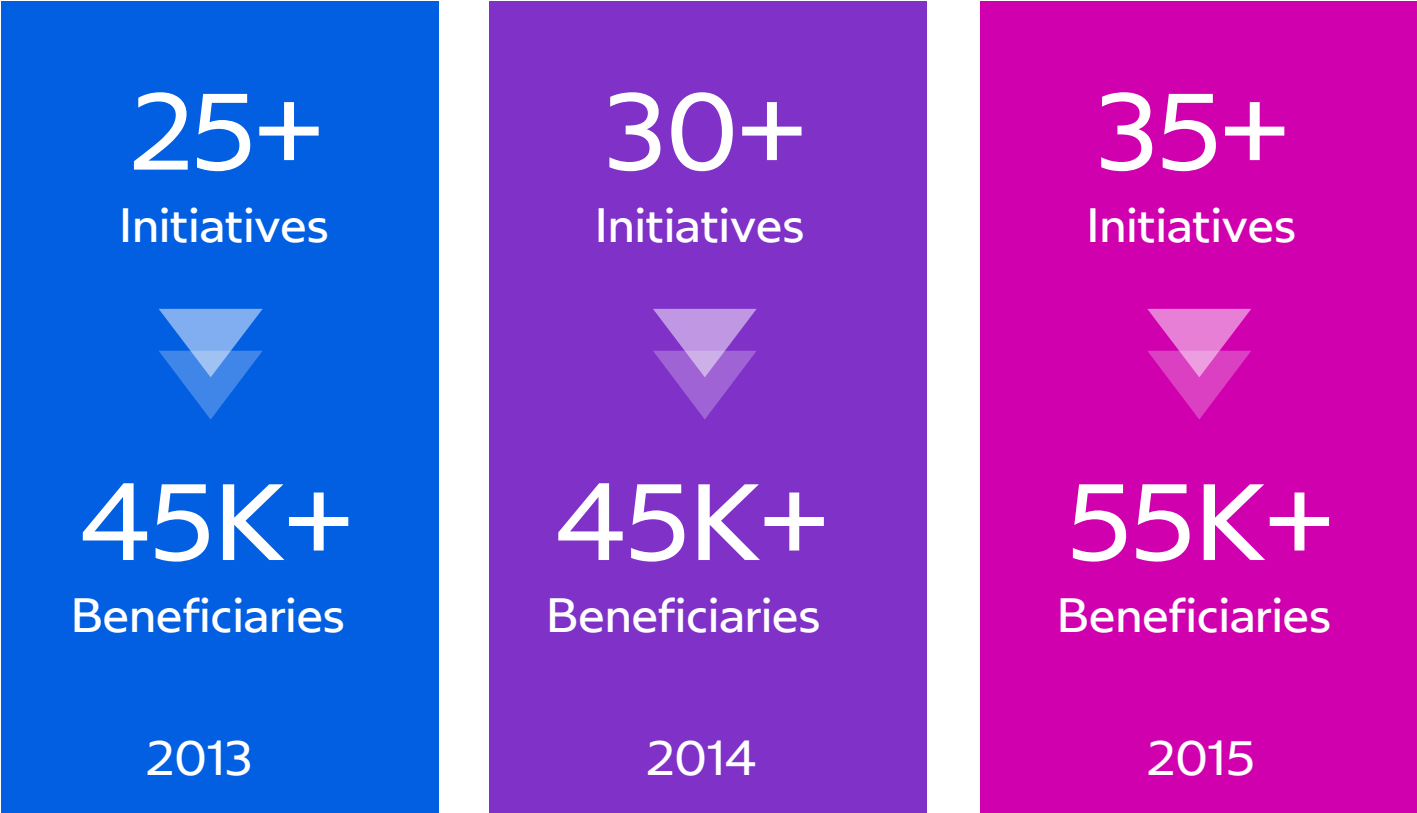 25+
Initiatives
45K+
Beneficiaries
2013
30+
Initiatives
45K+
Beneficiaries
2014
35+
Initiatives
55K+
Beneficiaries
2015